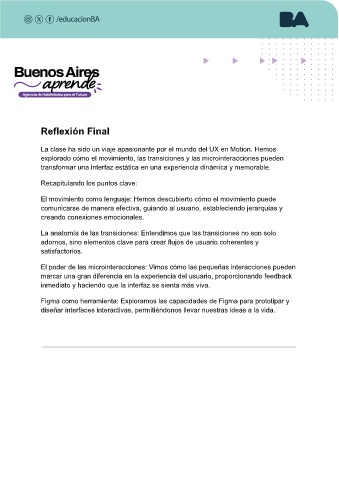 /educacionBA
BA
Buenos Aires
aprende
Agencia de Habilidades para el Futuro
Reflexión Final
La clase ha sido un viaje apasionante por el mundo del UX en Motion. Hemos
explorado cómo el movimiento, las transiciones y las microinteracciones pueden
transformar una interfaz estática en una experiencia dinámica y memorable.
Recapitulando los puntos clave:
El movimiento como lenguaje: Hemos descubierto cómo el movimiento puede
comunicarse de manera efectiva, guiando al usuario, estableciendo jerarquías y
creando conexiones emocionales.
La anatomía de las transiciones: Entendimos que las transiciones no son solo
adornos, sino elementos clave para crear flujos de usuario coherentes y
satisfactorios.
El poder de las microinteracciones: Vimos cómo las pequeñas interacciones pueden
marcar una gran diferencia en la experiencia del usuario, proporcionando feedback
inmediato y haciendo que la interfaz se sienta más viva.
Figma como herramienta: Exploramos las capacidades de Figma para prototipar y
diseñar interfaces interactivas, permitiéndonos llevar nuestras ideas a la vida.